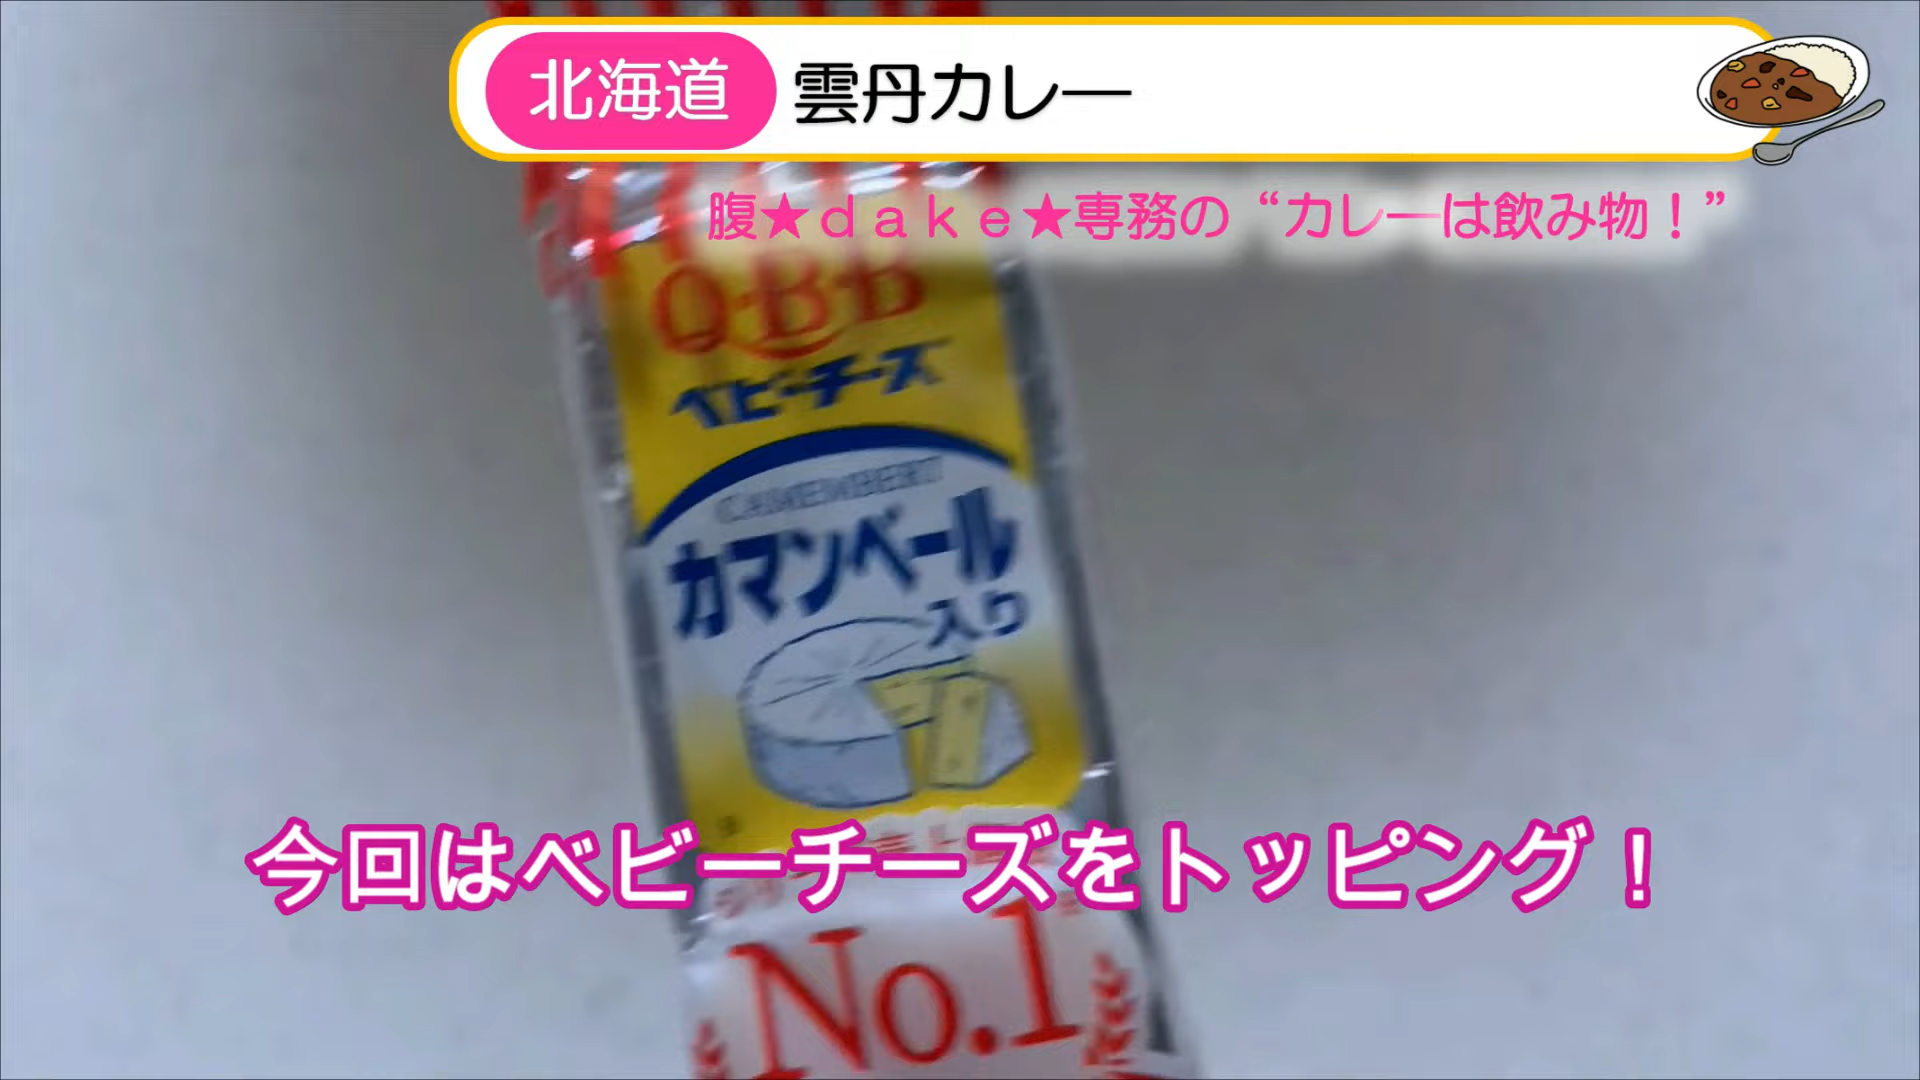 北海道 雲丹カレー
腹★ｄａｋｅ★専務の“カレーは飲み物！”
Q・B・B
ベビーチーズ
CAMEMBERT
カマンベール
入り
今回はベビーチーズをトッピング！
No.1